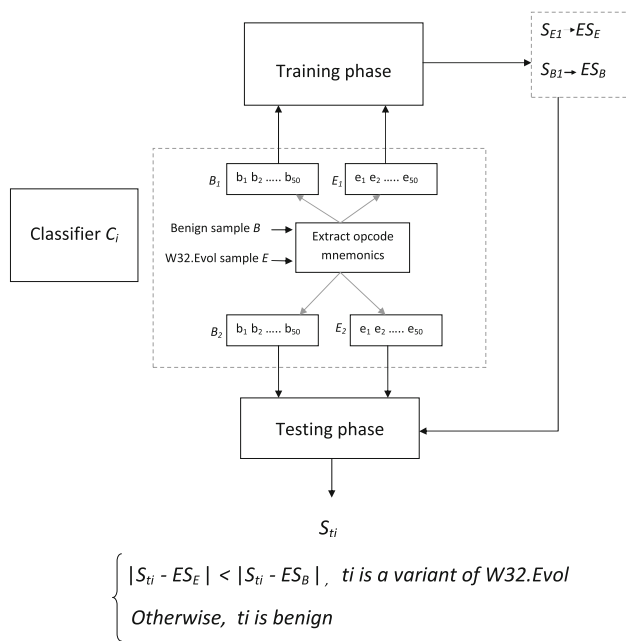 S_E1 → ES_E
S_B1 → ES_B
Training phase
B_1 b_1 b_2 ..... b_50
E_1 e_1 e_2 ..... e_50
Classifier C_i
Benign sample B
W32.Evol sample E
Extract opcode
mnemonics
B_2 b_1 b_2 ..... b_50
E_2 e_1 e_2 ..... e_50
Testing phase
S_ti
|S_ti - ES_E| < |S_ti - ES_B| , ti is a variant of W32.Evol
Otherwise, ti is benign